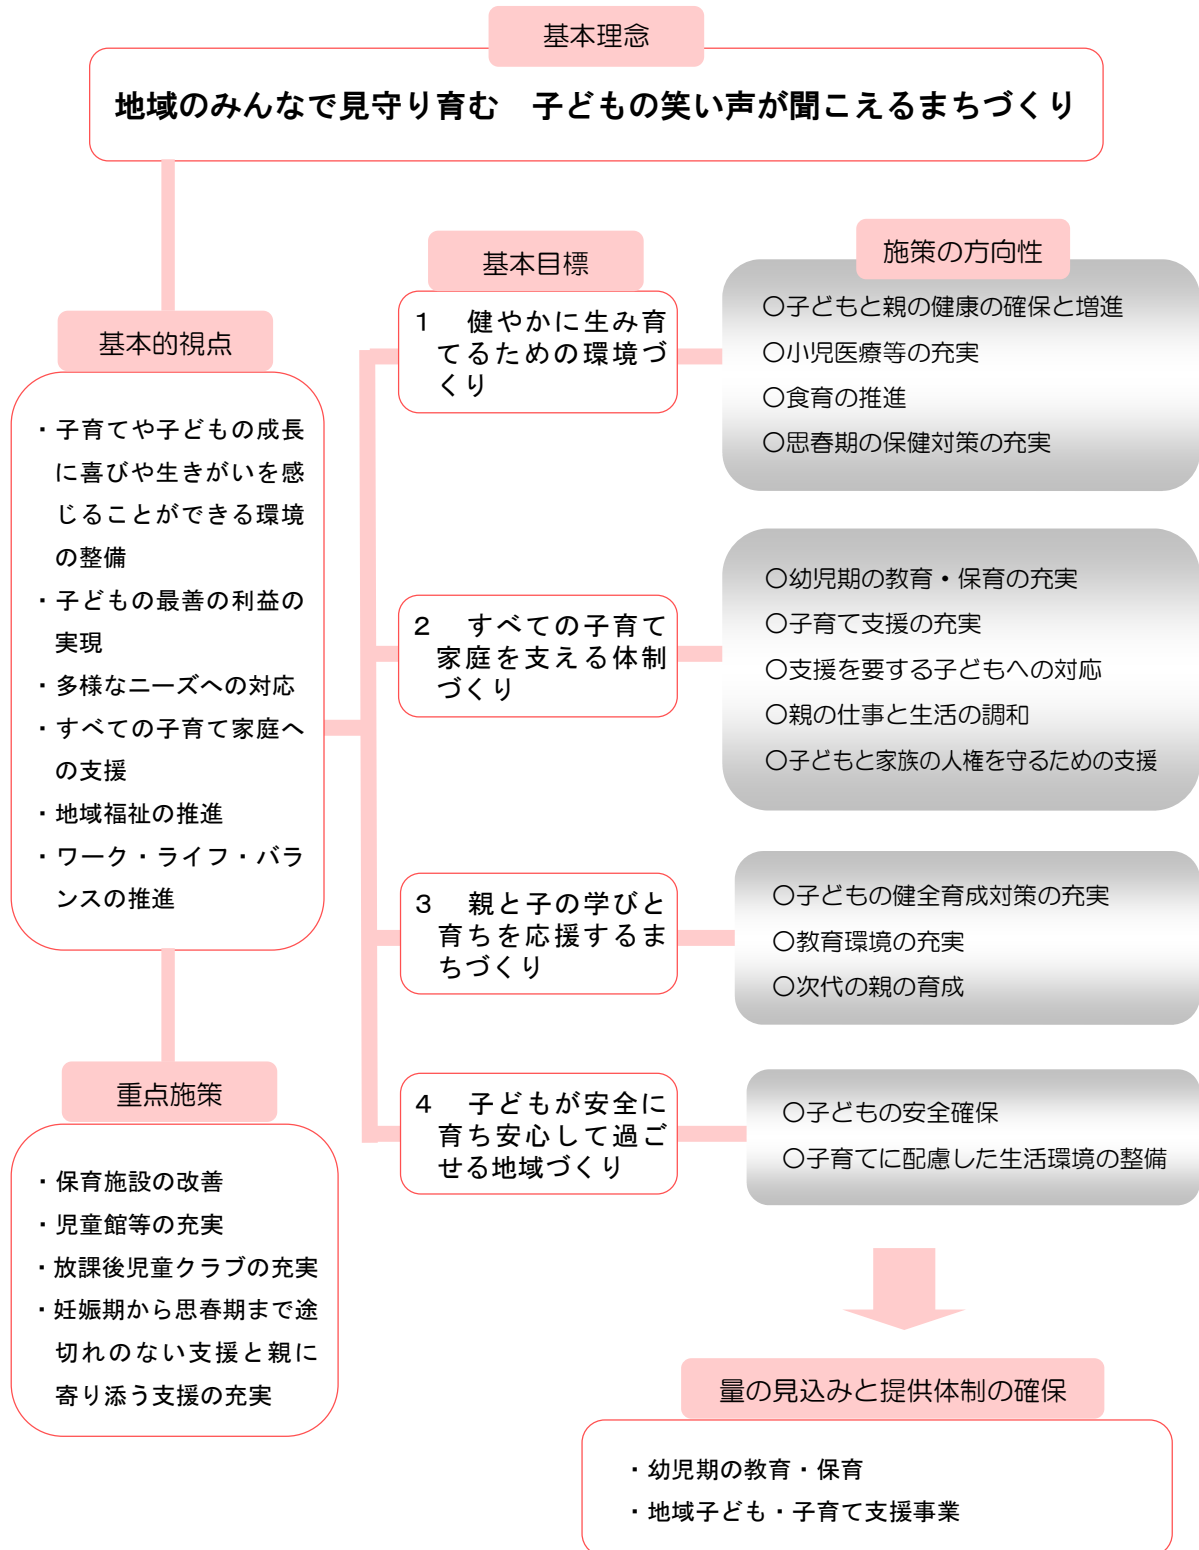 基本理念
地域のみんなで見守り育む　子どもの笑い声が聞こえるまちづくり
基本的視点
・子育てや子どもの成長
に喜びや生きがいを感
じることができる環境
の整備
・子どもの最善の利益の
実現
・多様なニーズへの対応
・すべての子育て家庭へ
の支援
・地域福祉の推進
・ワーク・ライフ・バラ
ンスの推進
重点施策
・保育施設の改善
・児童館等の充実
・放課後児童クラブの充実
・妊娠期から思春期まで途
切れのない支援と親に
寄り添う支援の充実
基本目標
１　健やかに生み育
てるための環境づ
くり
２　すべての子育て
家庭を支える体制
づくり
３　親と子の学びと
育ちを応援するま
ちづくり
４　子どもが安全に
育ち安心して過ご
せる地域づくり
施策の方向性
○子どもと親の健康の確保と増進
○小児医療等の充実
○食育の推進
○思春期の保健対策の充実
○幼児期の教育・保育の充実
○子育て支援の充実
○支援を要する子どもへの対応
○親の仕事と生活の調和
○子どもと家族の人権を守るための支援
○子どもの健全育成対策の充実
○教育環境の充実
○次代の親の育成
○子どもの安全確保
○子育てに配慮した生活環境の整備
量の見込みと提供体制の確保
・幼児期の教育・保育
・地域子ども・子育て支援事業